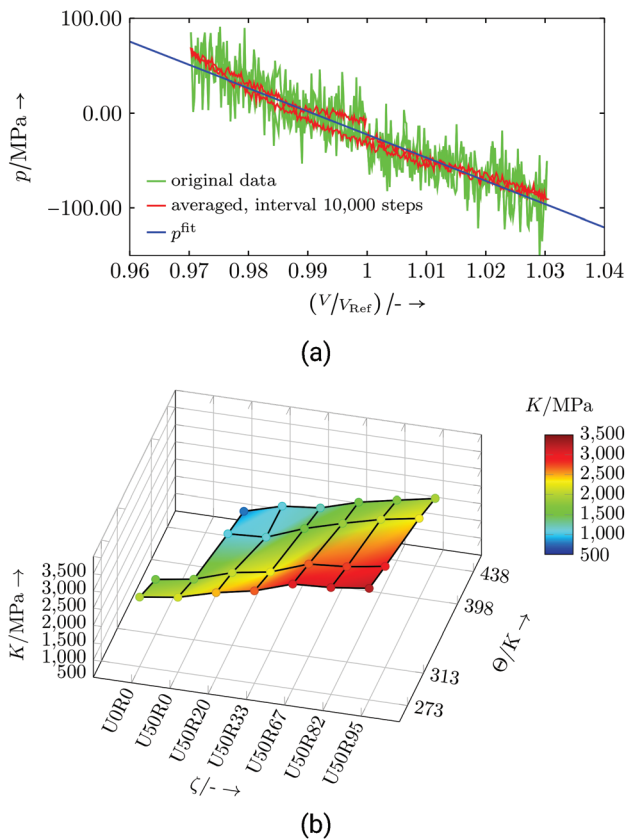 100.00
0.00
−100.00
p/MPa →
original data
averaged, interval 10,000 steps
p^fit
0.96 0.97 0.98 0.99 1 1.01 1.02 1.03 1.04
(V/V_Ref) /- →
(a)
K/MPa
3,500
3,000
2,500
2,000
1,500
1,000
500
3,500
3,000
2,500
2,000
1,500
1,000
500
K/MPa →
438
398
313
273
Θ/K →
U0R0
U50R0
U50R20
U50R33
U50R67
U50R82
U50R95
ζ/- →
(b)